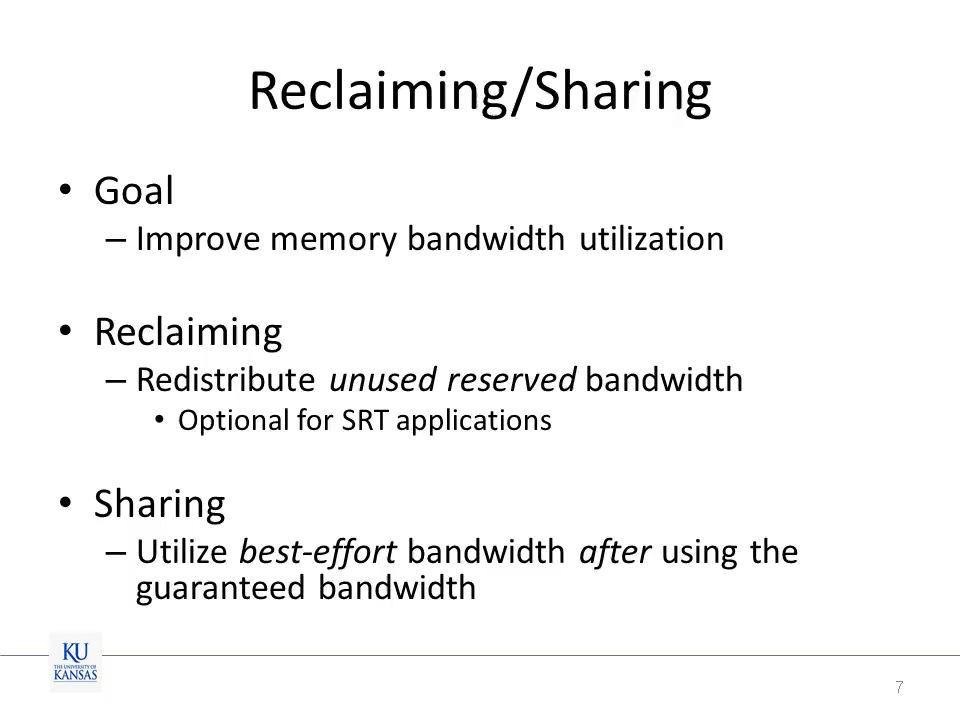 Reclaiming/Sharing
• Goal
– Improve memory bandwidth utilization
• Reclaiming
– Redistribute unused reserved bandwidth
• Optional for SRT applications
• Sharing
– Utilize best-effort bandwidth after using the
guaranteed bandwidth
KU
THE UNIVERSITY OF
KANSAS
7